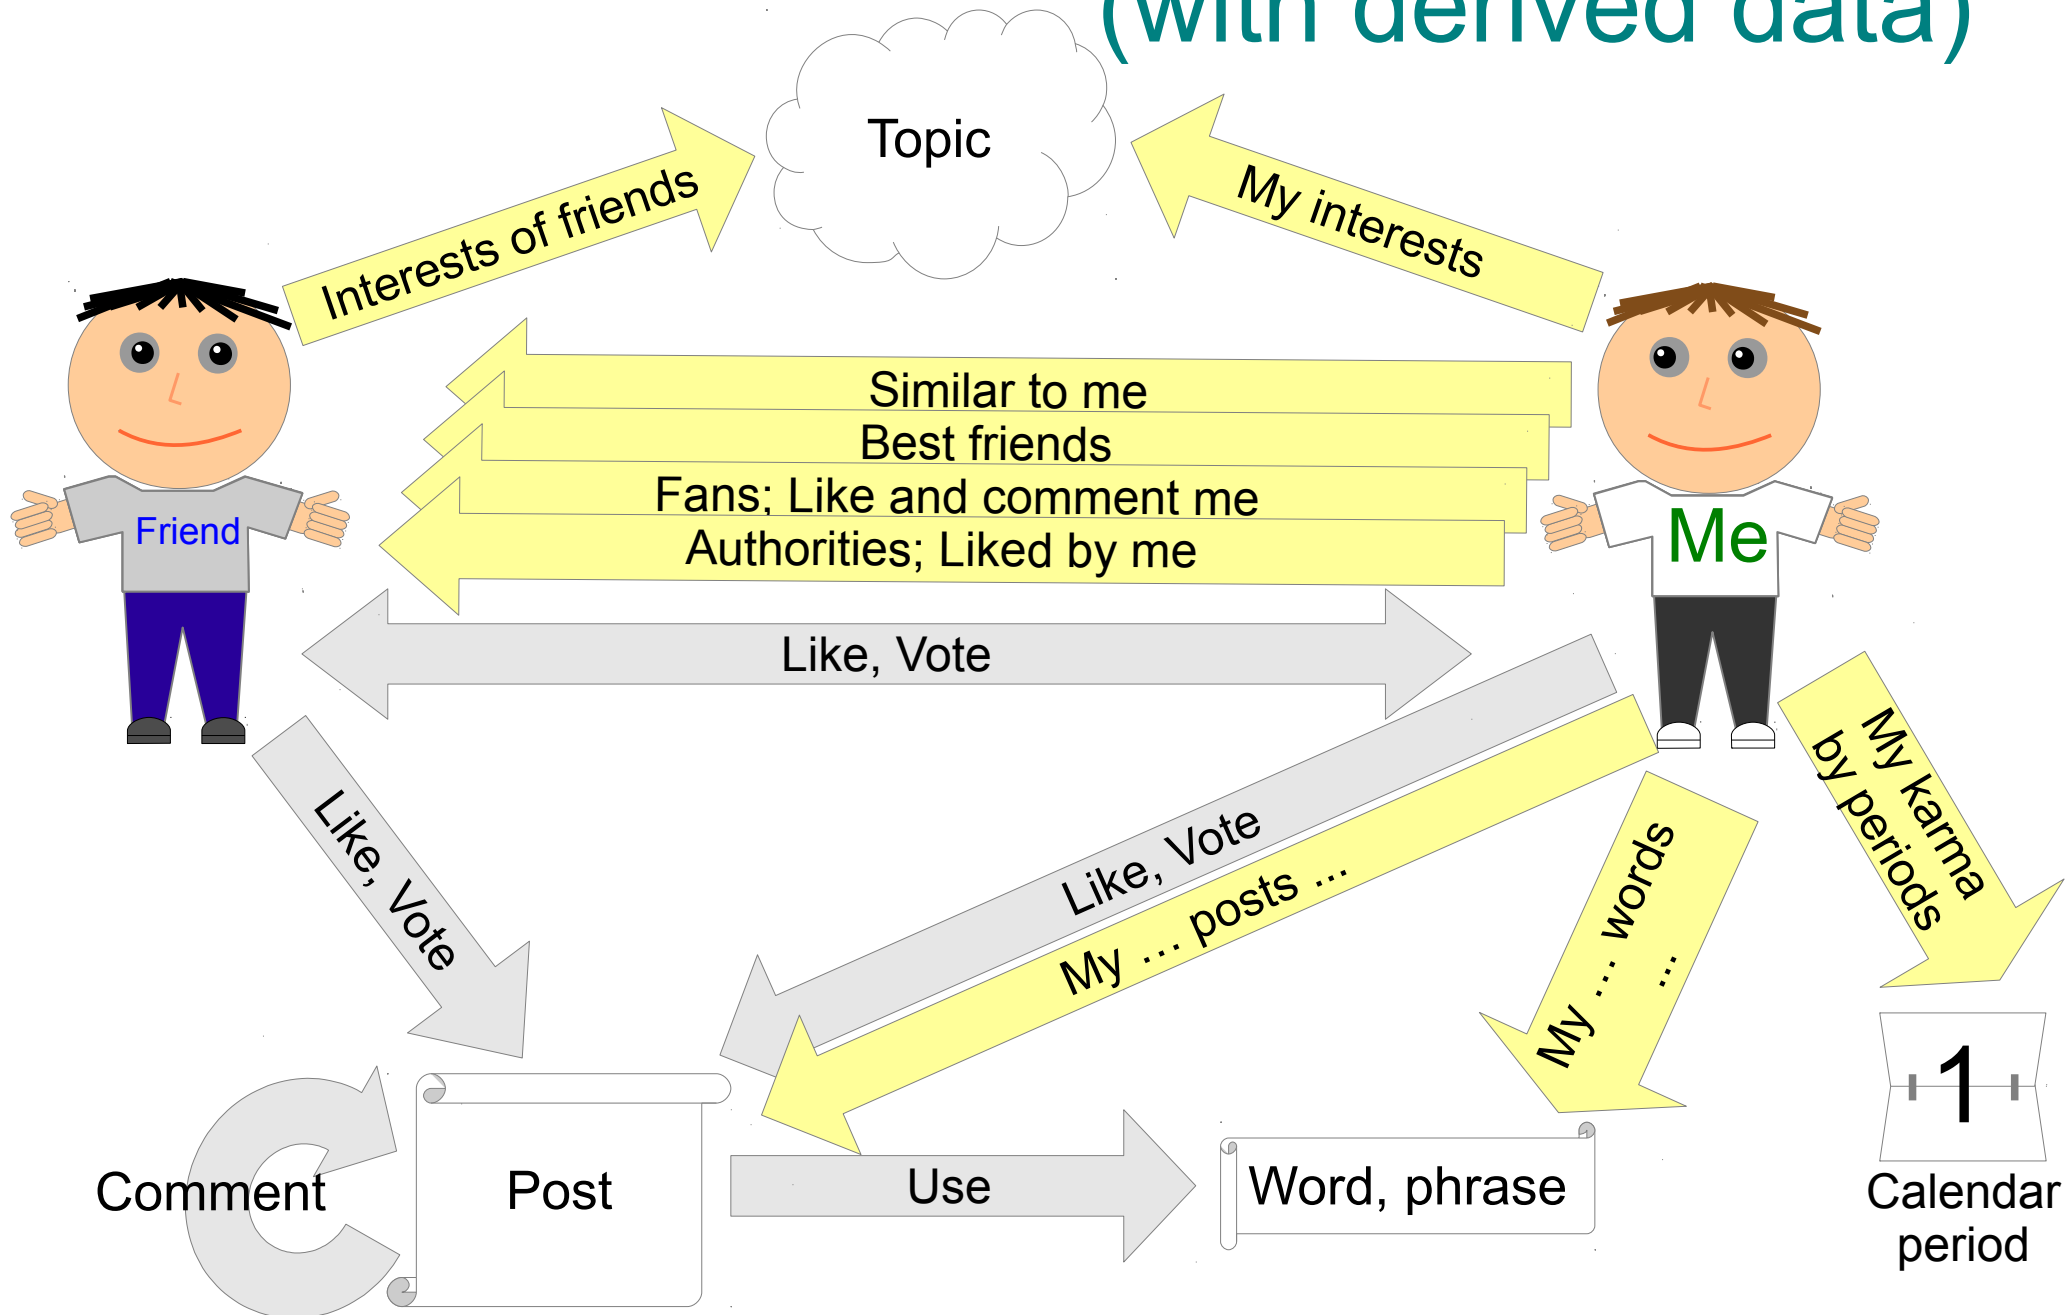 (with derived data)
Topic
Interests of friends
My interests
Similar to me
Best friends
Fans; Like and comment me
Authorities; Liked by me
Friend
Me
Like, Vote
Like, Vote
Like, Vote
My ... posts ...
My ... words
...
My karma
by periods
1
Comment
Post
Use
Word, phrase
Calendar
period